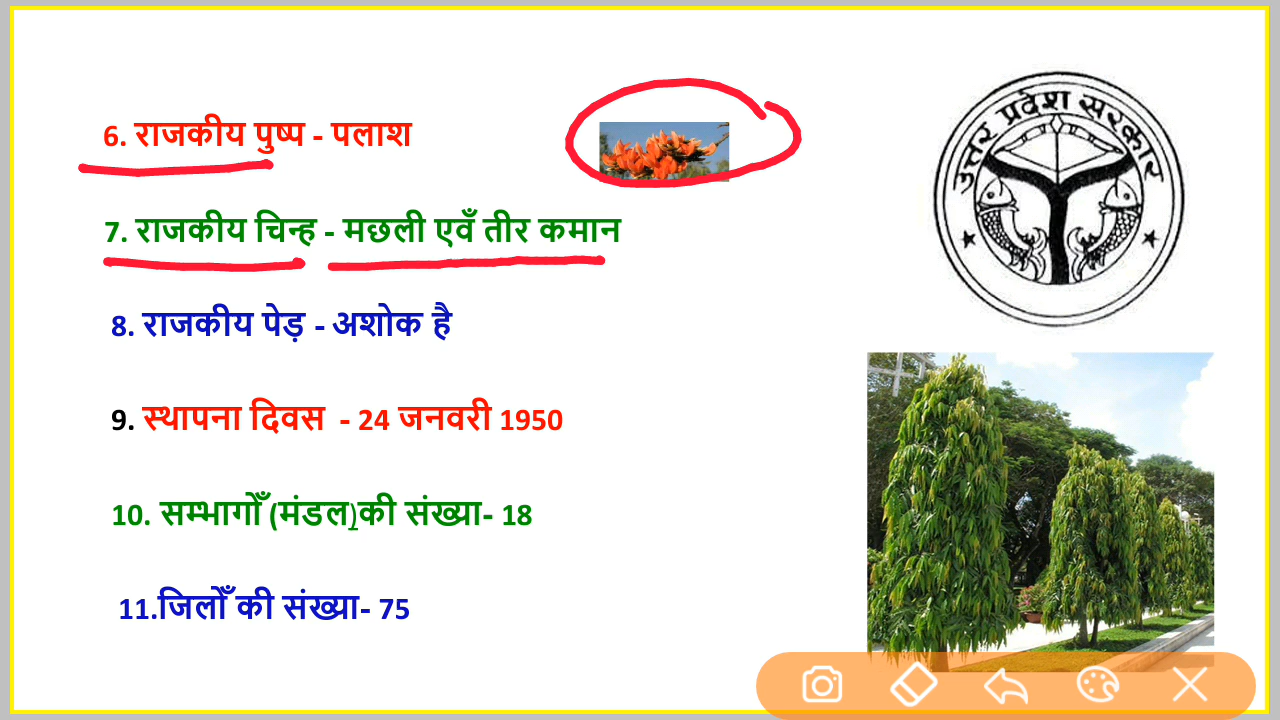 6. राजकीय पुष्प - पलाश
उत्तर प्रदेश सरकार
7. राजकीय चिन्ह - मछली एवँ तीर कमान
8. राजकीय पेड़ - अशोक है
9. स्थापना दिवस - 24 जनवरी 1950
10. सम्भागोँ (मंडल)की संख्या- 18
11.जिलोँ की संख्या- 75